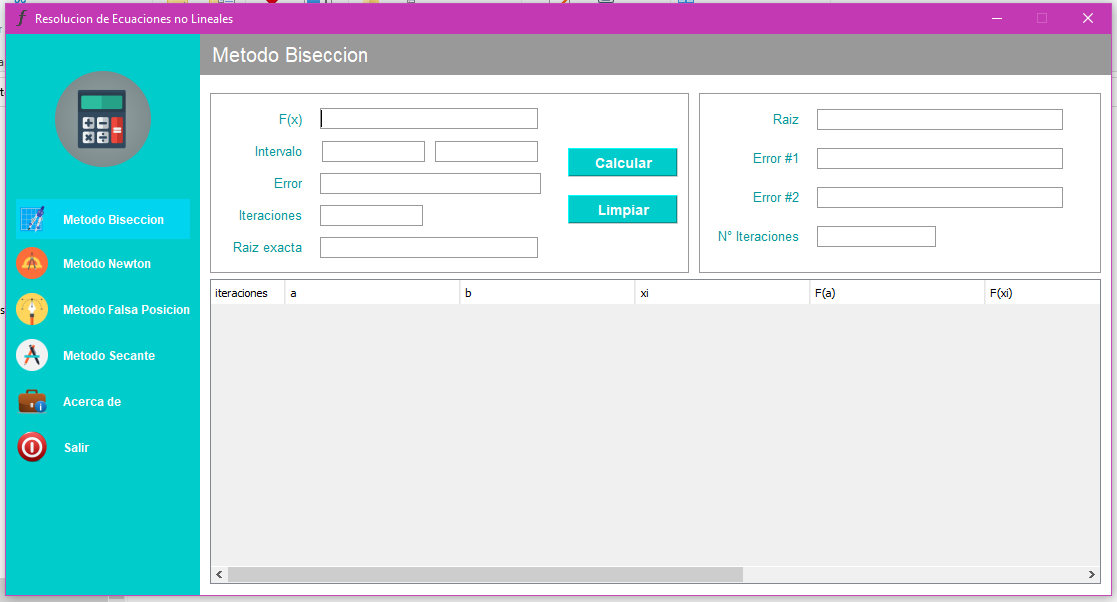 Resolucion de Ecuaciones no Lineales
Metodo Biseccion
Metodo Biseccion
Metodo Newton
Metodo Falsa Posicion
Metodo Secante
Acerca de
Salir
F(x)
Intervalo
Error
Iteraciones
Raiz exacta
Calcular
Limpiar
Raiz
Error #1
Error #2
N° Iteraciones
iteraciones a b xi F(a) F(xi)